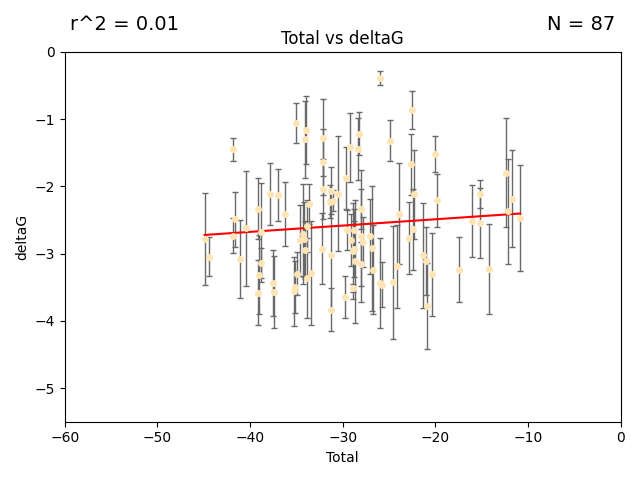 r^2 = 0.01
N = 87
Total vs deltaG
deltaG
0
−1
−2
−3
−4
−5
−60
−50
−40
−30
−20
−10
0
Total